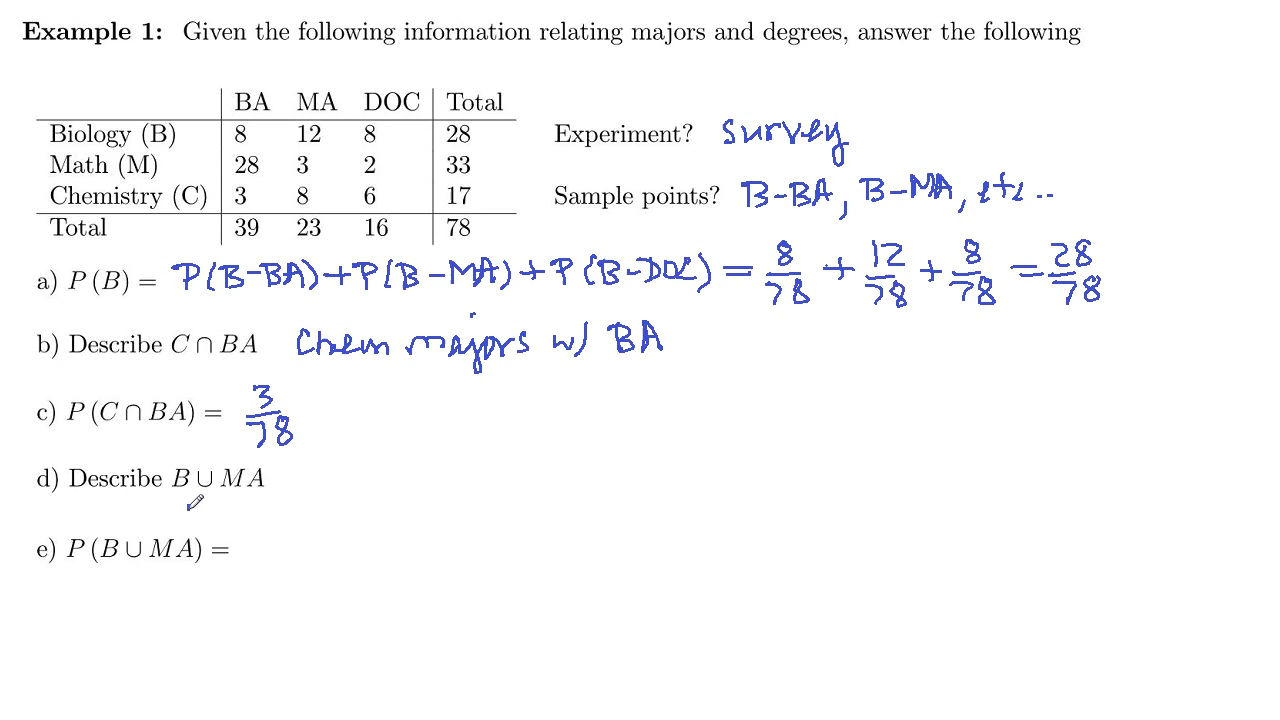 Example 1: Given the following information relating majors and degrees, answer the following
BA MA DOC Total
Biology (B) 8 12 8 28 Experiment? survey
Math (M) 28 3 2 33
Chemistry (C) 3 8 6 17 Sample points? B-BA, B-MA, etc..
Total 39 23 16 78
a) P (B) = P(B-BA)+P(B-MA)+P(B-DOC) = 8/78 + 12/78 + 8/78 = 28/78
b) Describe C ∩ BA Chem majors w/ BA
c) P (C ∩ BA) = 3/78
d) Describe B ∪ MA
e) P (B ∪ MA) =